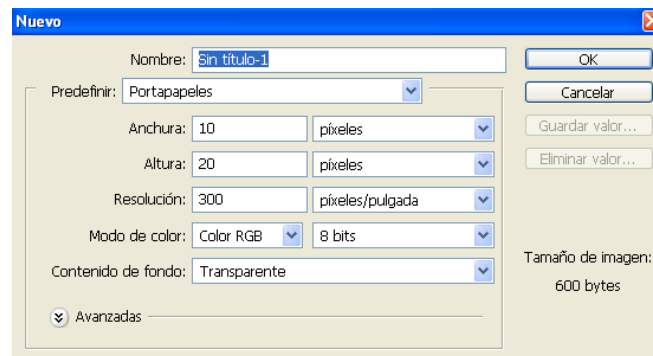 Nuevo
Nombre: Sin título-1
OK
Predefinir: Portapapeles
Cancelar
Anchura: 10 píxeles
Guardar valor...
Altura: 20 píxeles
Eliminar valor...
Resolución: 300 píxeles/pulgada
Modo de color: Color RGB 8 bits
Contenido de fondo: Transparente
Tamaño de imagen:
600 bytes
Avanzadas